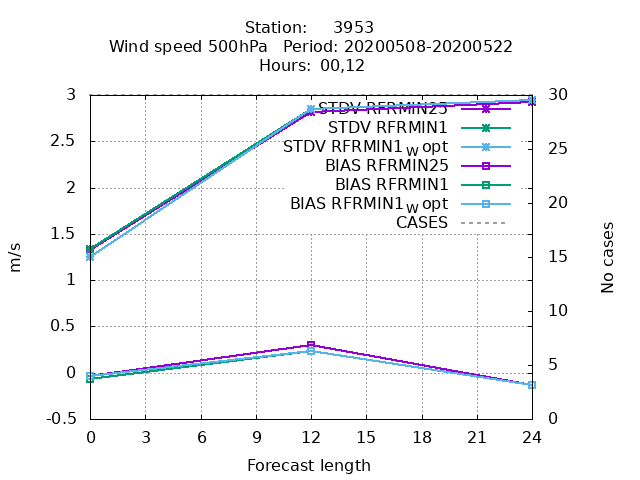 Station: 3953
Wind speed 500hPa Period: 20200508-20200522
Hours: 00,12
STDV RFRMIN25
STDV RFRMIN1
STDV RFRMIN1_W opt
BIAS RFRMIN25
BIAS RFRMIN1
BIAS RFRMIN1_W opt
CASES
3
2.5
2
1.5
1
0.5
0
-0.5
m/s
30
25
20
15
10
5
0
No cases
0 3 6 9 12 15 18 21 24
Forecast length